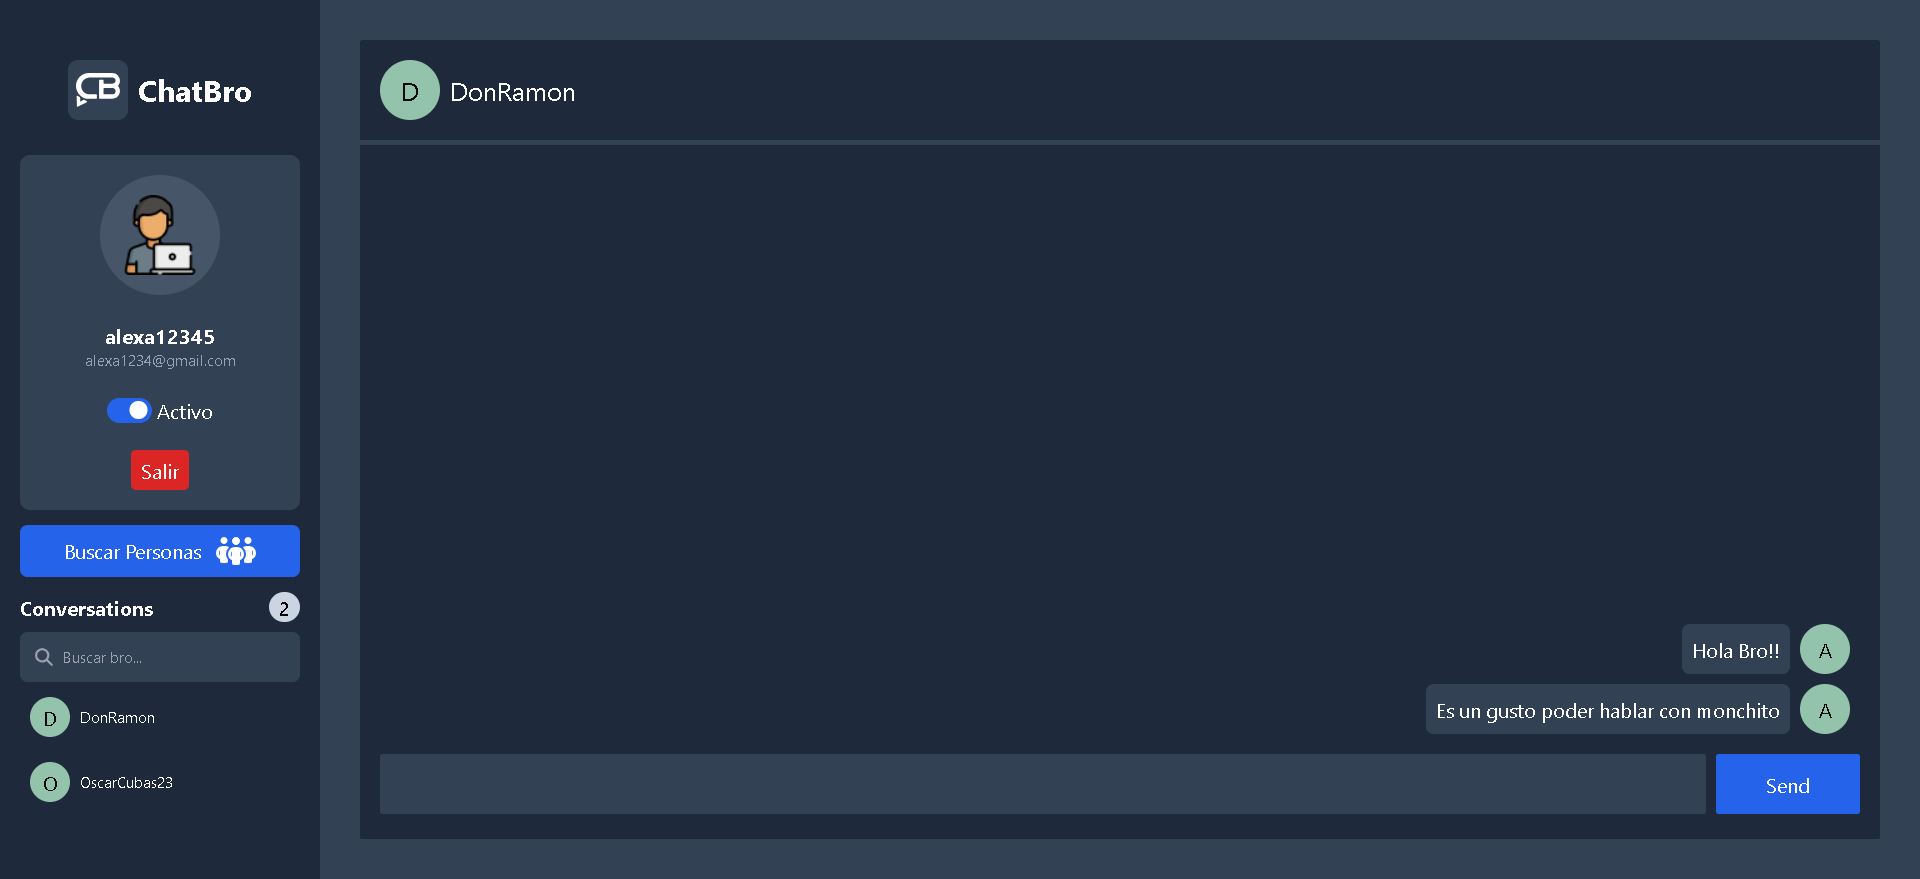 CB
ChatBro
alexa12345
alexa1234@gmail.com
Activo
Salir
Buscar Personas
Conversations 2
Buscar bro...
D DonRamon
O OscarCubas23
D DonRamon
Hola Bro!! A
Es un gusto poder hablar con monchito A
Send